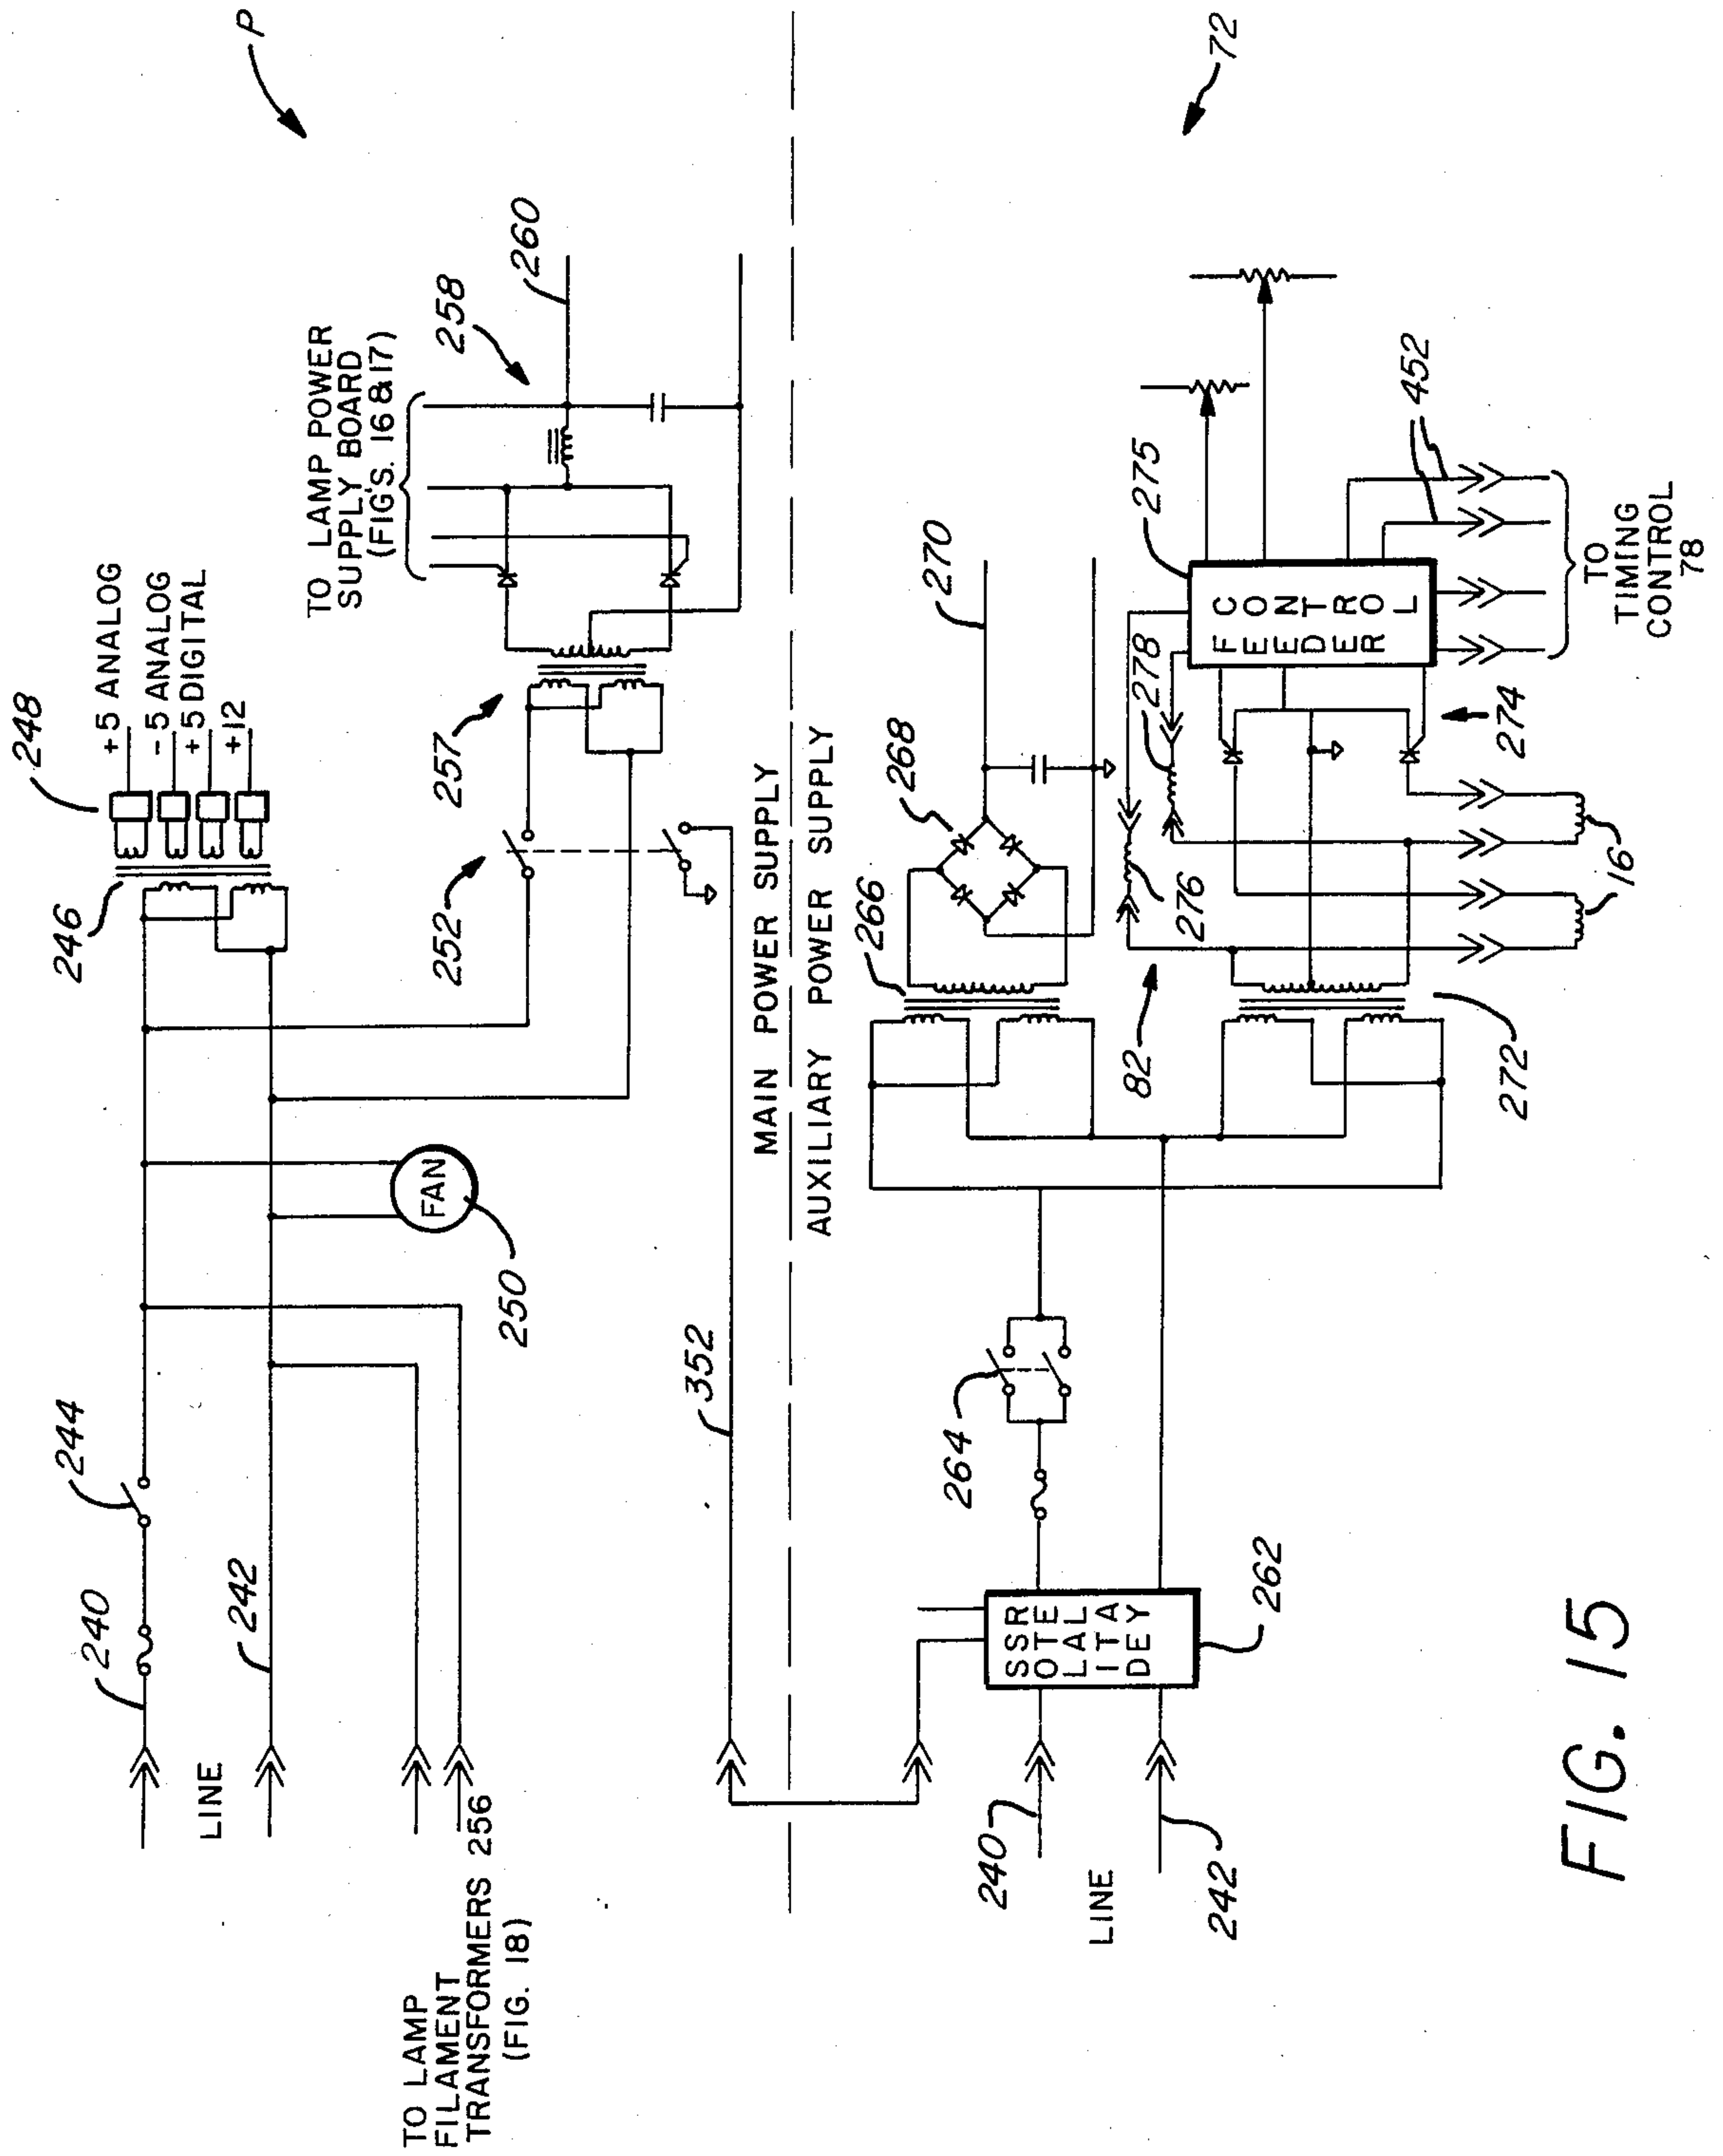 P
248
+5 ANALOG
-5 ANALOG
+5 DIGITAL
+12
246
244
240
242
LINE
TO LAMP POWER
SUPPLY BOARD
(FIG'S. 16 & 17)
258
260
257
252
FAN
250
352
TO LAMP
FILAMENT
TRANSFORMERS 256
(FIG. 18)
MAIN POWER SUPPLY
AUXILIARY POWER SUPPLY
72
270
268
266
275
278
276
452
FEEDER
CONTROL
274
TO
TIMING
CONTROL
78
16
82
272
264
SOLID
STATE
RELAY
262
240
LINE
242
FIG. 15